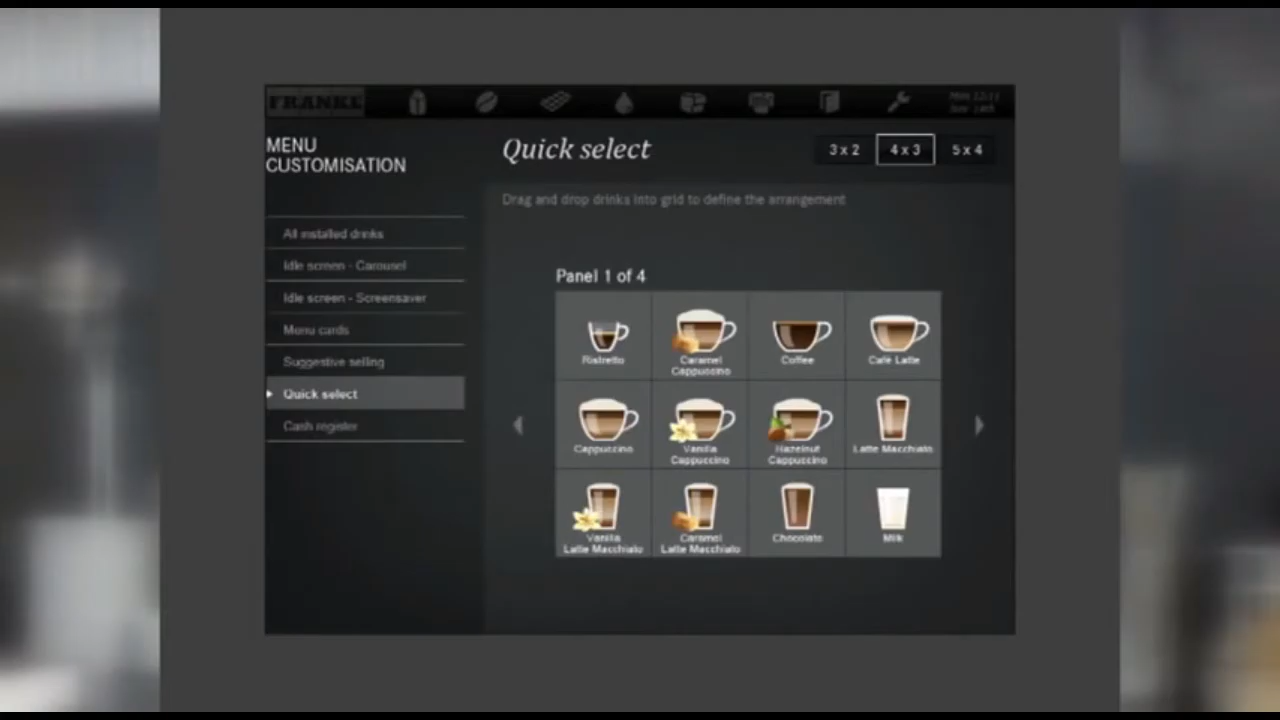 FRANKE
MENU
CUSTOMISATION
Quick select
3 x 2
4 x 3
5 x 4
Drag and drop drinks into grid to define the arrangement
All installed drinks
Idle screen - Carousel
Idle screen - Screensaver
Menu cards
Suggestive selling
Quick select
Cash register
Panel 1 of 4
Ristretto
Caramel
Cappuccino
Coffee
Café Latte
Cappuccino
Vanilla
Cappuccino
Hazelnut
Cappuccino
Latte Macchiato
Vanilla
Latte Macchiato
Caramel
Latte Macchiato
Chocolate
Milk